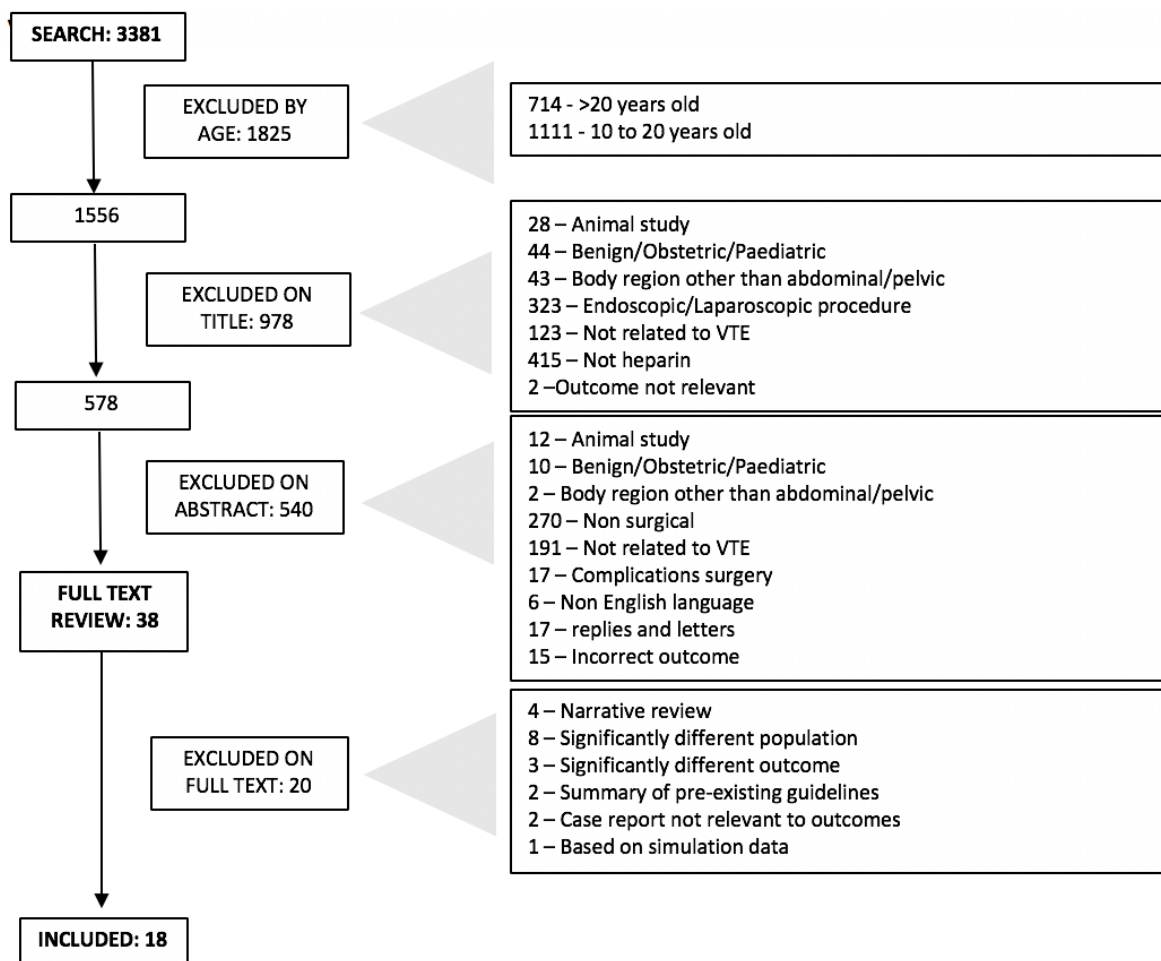 SEARCH: 3381
EXCLUDED BY
AGE: 1825
714 - >20 years old
1111 - 10 to 20 years old
1556
EXCLUDED ON
TITLE: 978
28 – Animal study
44 – Benign/Obstetric/Paediatric
43 – Body region other than abdominal/pelvic
323 – Endoscopic/Laparoscopic procedure
123 – Not related to VTE
415 – Not heparin
2 –Outcome not relevant
578
EXCLUDED ON
ABSTRACT: 540
12 – Animal study
10 – Benign/Obstetric/Paediatric
2 – Body region other than abdominal/pelvic
270 – Non surgical
191 – Not related to VTE
17 – Complications surgery
6 – Non English language
17 – replies and letters
15 – Incorrect outcome
FULL TEXT
REVIEW: 38
EXCLUDED ON
FULL TEXT: 20
4 – Narrative review
8 – Significantly different population
3 – Significantly different outcome
2 – Summary of pre-existing guidelines
2 – Case report not relevant to outcomes
1 – Based on simulation data
INCLUDED: 18